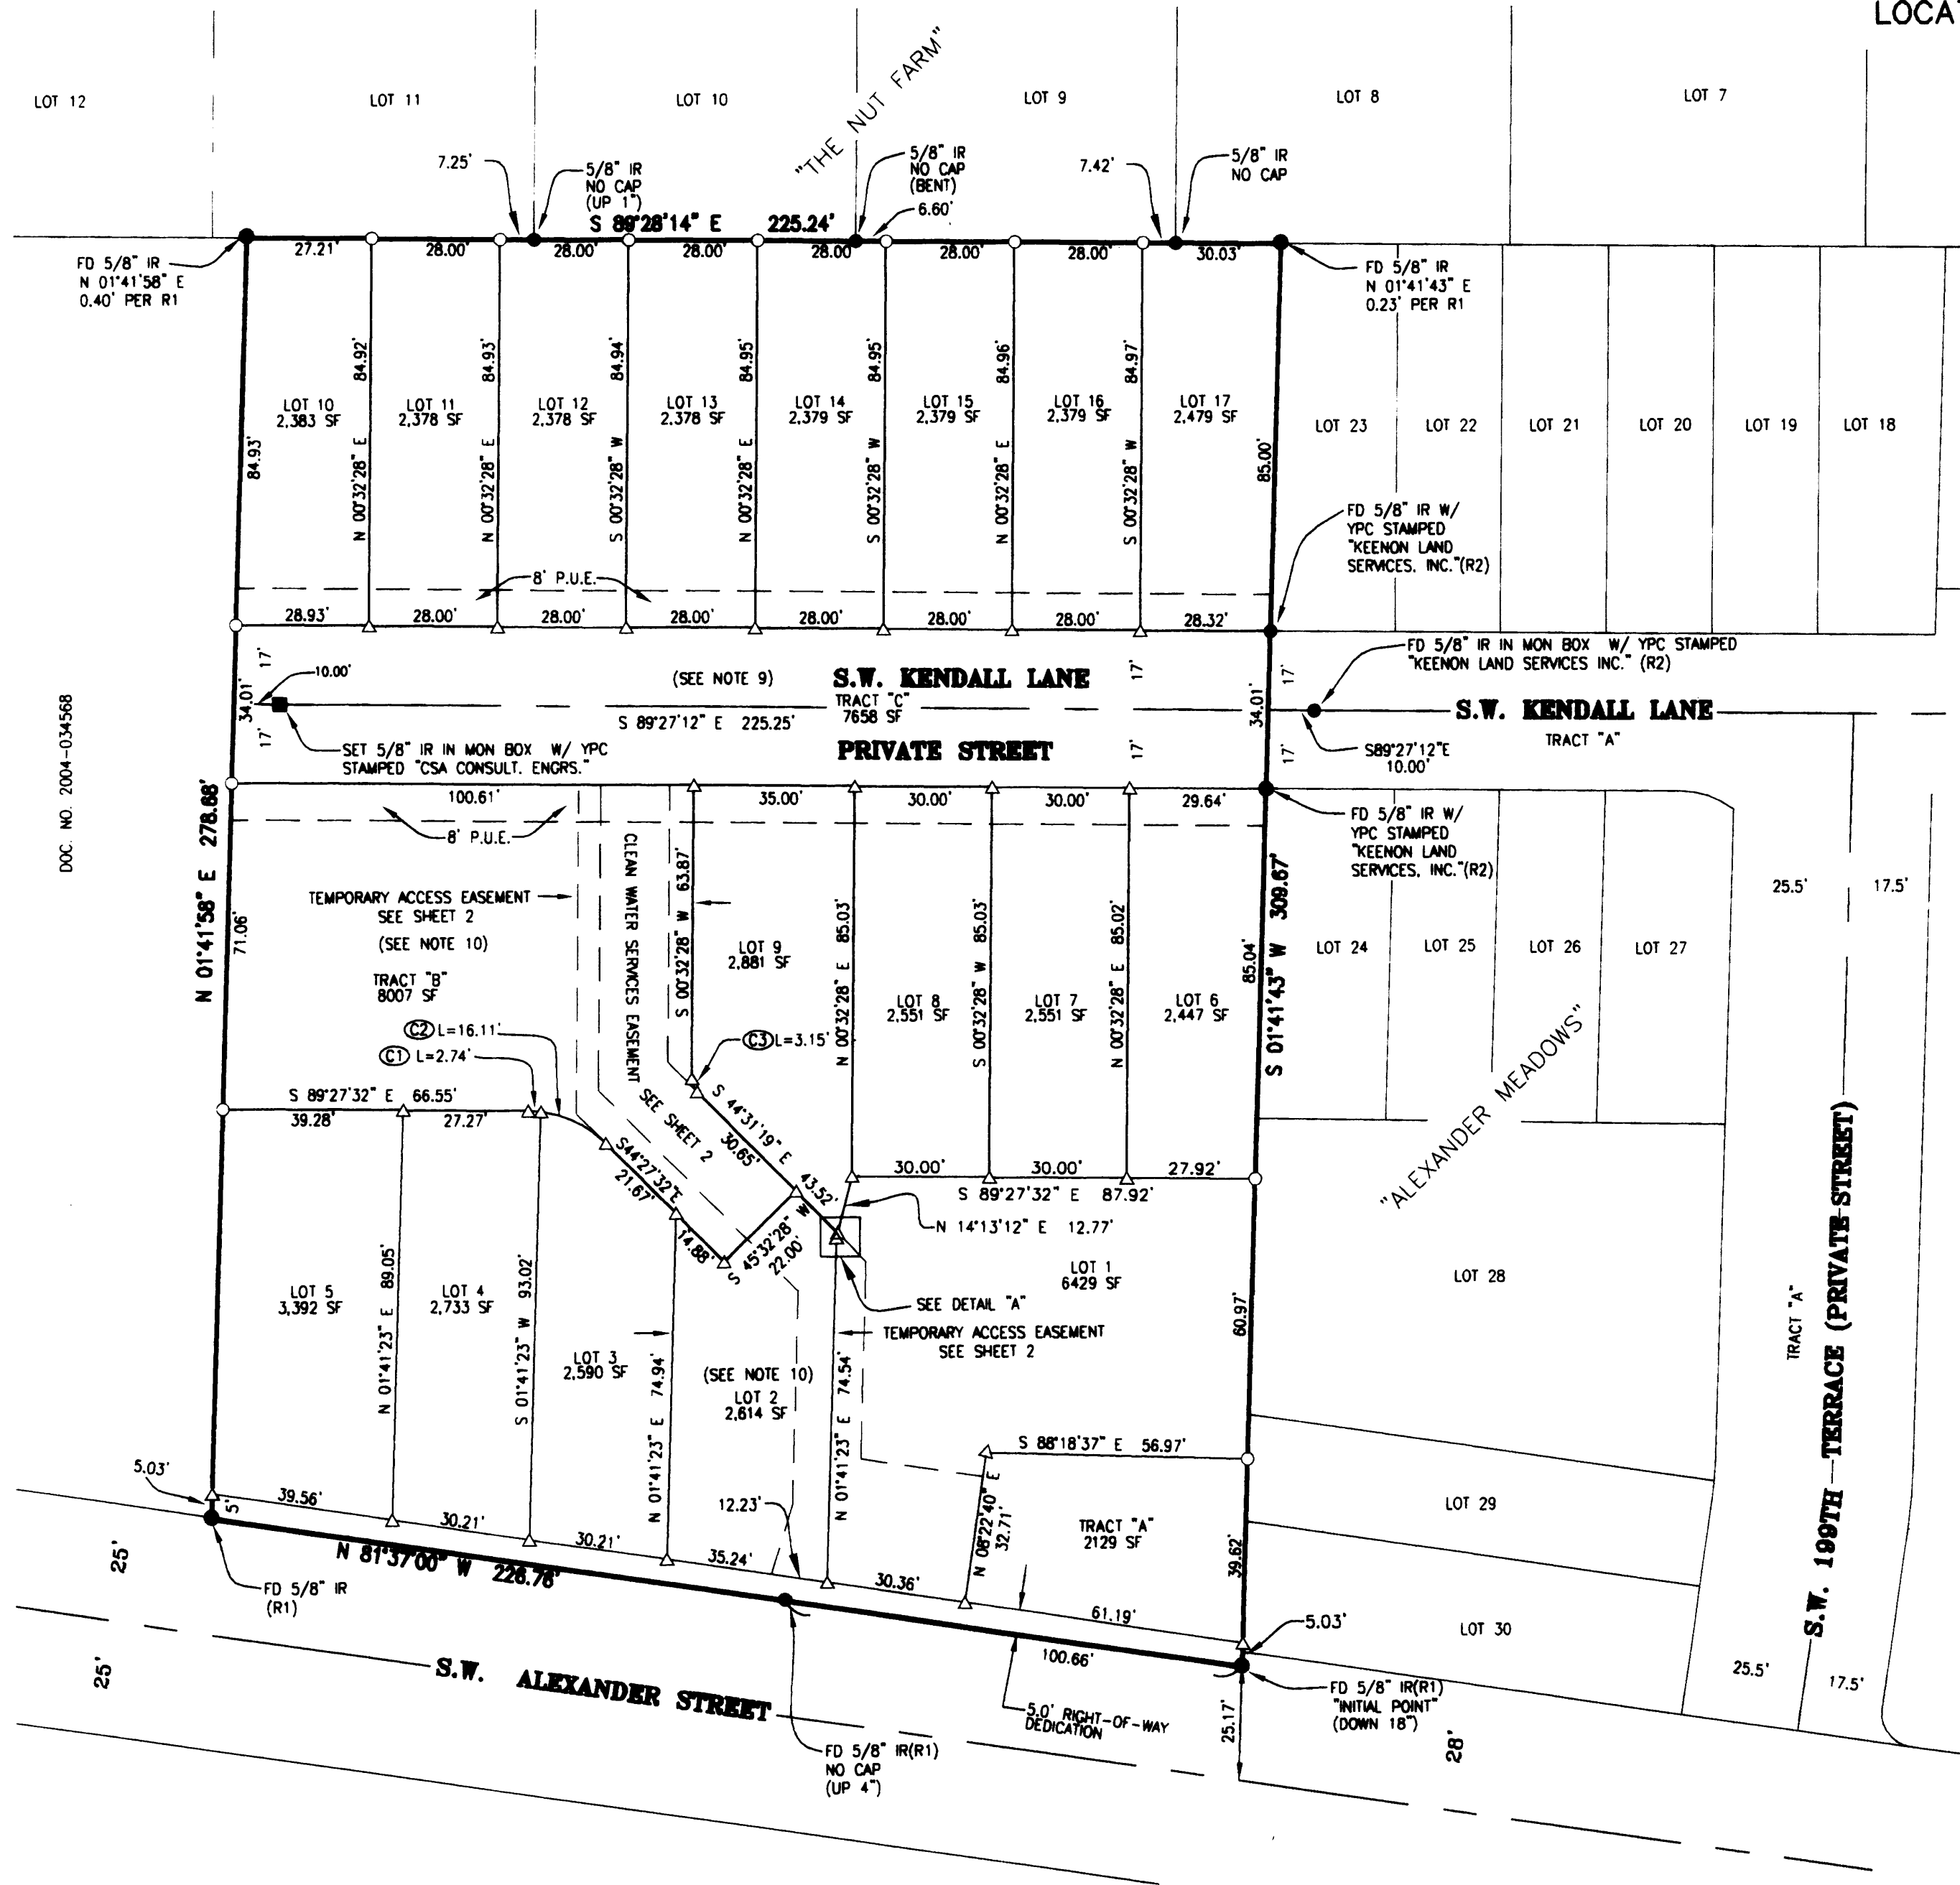 LOCA
LOT 12
LOT 11
LOT 10
"THE NUT FARM"
LOT 9
LOT 8
LOT 7
7.25'
5/8" IR
NO CAP
(UP 1")
5/8" IR
NO CAP
(BENT)
6.60'
7.42'
5/8" IR
NO CAP
S 89°28'14" E 225.24'
27.21'
28.00'
28.00'
28.00'
28.00'
28.00'
28.00'
30.03'
FD 5/8" IR
N 01°41'58" E
0.40' PER R1
FD 5/8" IR
N 01°41'43" E
0.23' PER R1
84.93'
N 00°32'28" E 84.92'
N 00°32'28" E 84.93'
S 00°32'28" W 84.94'
N 00°32'28" E 84.95'
S 00°32'28" W 84.95'
N 00°32'28" E 84.96'
S 00°32'28" W 84.97'
85.00'
LOT 10
2,383 SF
LOT 11
2,378 SF
LOT 12
2,378 SF
LOT 13
2,378 SF
LOT 14
2,379 SF
LOT 15
2,379 SF
LOT 16
2,379 SF
LOT 17
2,479 SF
LOT 23
LOT 22
LOT 21
LOT 20
LOT 19
LOT 18
FD 5/8" IR W/
YPC STAMPED
"KEENON LAND
SERVICES, INC."(R2)
8' P.U.E.
28.93'
28.00'
28.00'
28.00'
28.00'
28.00'
28.00'
28.32'
FD 5/8" IR IN MON BOX W/ YPC STAMPED
"KEENON LAND SERVICES INC." (R2)
17'
34.01'
17'
10.00'
(SEE NOTE 9)
S.W. KENDALL LANE
TRACT "C"
7658 SF
S 89°27'12" E 225.25'
PRIVATE STREET
17'
17'
34.01'
17'
17'
S.W. KENDALL LANE
TRACT "A"
S89°27'12"E
10.00'
SET 5/8" IR IN MON BOX W/ YPC
STAMPED "CSA CONSULT. ENGRS."
DOC. NO. 2004-034568
100.61'
35.00'
30.00'
30.00'
29.64'
8' P.U.E.
FD 5/8" IR W/
YPC STAMPED
"KEENON LAND
SERVICES, INC."(R2)
N 01°41'58" E 278.68'
71.06'
TEMPORARY ACCESS EASEMENT
SEE SHEET 2
(SEE NOTE 10)
TRACT "B"
8007 SF
CLEAN WATER SERVICES EASEMENT
SEE SHEET 2
S 00°32'28" W 63.87'
LOT 9
2,881 SF
N 00°32'28" E 85.03'
LOT 8
2,551 SF
S 00°32'28" W 85.03'
LOT 7
2,551 SF
N 00°32'28" E 85.02'
LOT 6
2,447 SF
85.04'
S 01°41'43" W 309.67'
LOT 24
LOT 25
LOT 26
LOT 27
25.5'
17.5'
"ALEXANDER MEADOWS"
C2 L=16.11'
C1 L=2.74'
C3 L=3.15'
S 89°27'32" E 66.55'
39.28'
27.27'
S 44°31'19" E
30.65'
43.52'
S44°27'32"E
21.67'
14.88'
S 45°32'28" W
22.00'
30.00'
30.00'
27.92'
S 89°27'32" E 87.92'
N 14°13'12" E 12.77'
LOT 1
6429 SF
SEE DETAIL "A"
TEMPORARY ACCESS EASEMENT
SEE SHEET 2
60.97'
LOT 28
LOT 5
3,392 SF
N 01°41'23" E 89.05'
LOT 4
2,733 SF
S 01°41'23" W 93.02'
LOT 3
2,590 SF
N 01°41'23" E 74.94'
(SEE NOTE 10)
LOT 2
2,614 SF
N 01°41'23" E 74.54'
S 88°18'37" E 56.97'
N 08°22'40" E
32.71'
TRACT "A"
2129 SF
39.62'
LOT 29
LOT 30
TRACT "A"
S.W. 199TH TERRACE (PRIVATE STREET)
5.03'
5'
39.56'
30.21'
30.21'
35.24'
12.23'
30.36'
61.19'
5.03'
N 81°37'00" W 226.76'
100.66'
25'
FD 5/8" IR
(R1)
25'
S.W. ALEXANDER STREET
FD 5/8" IR(R1)
NO CAP
(UP 4")
5.0' RIGHT-OF-WAY
DEDICATION
25.17'
FD 5/8" IR(R1)
"INITIAL POINT"
(DOWN 18")
28'
25.5'
17.5'